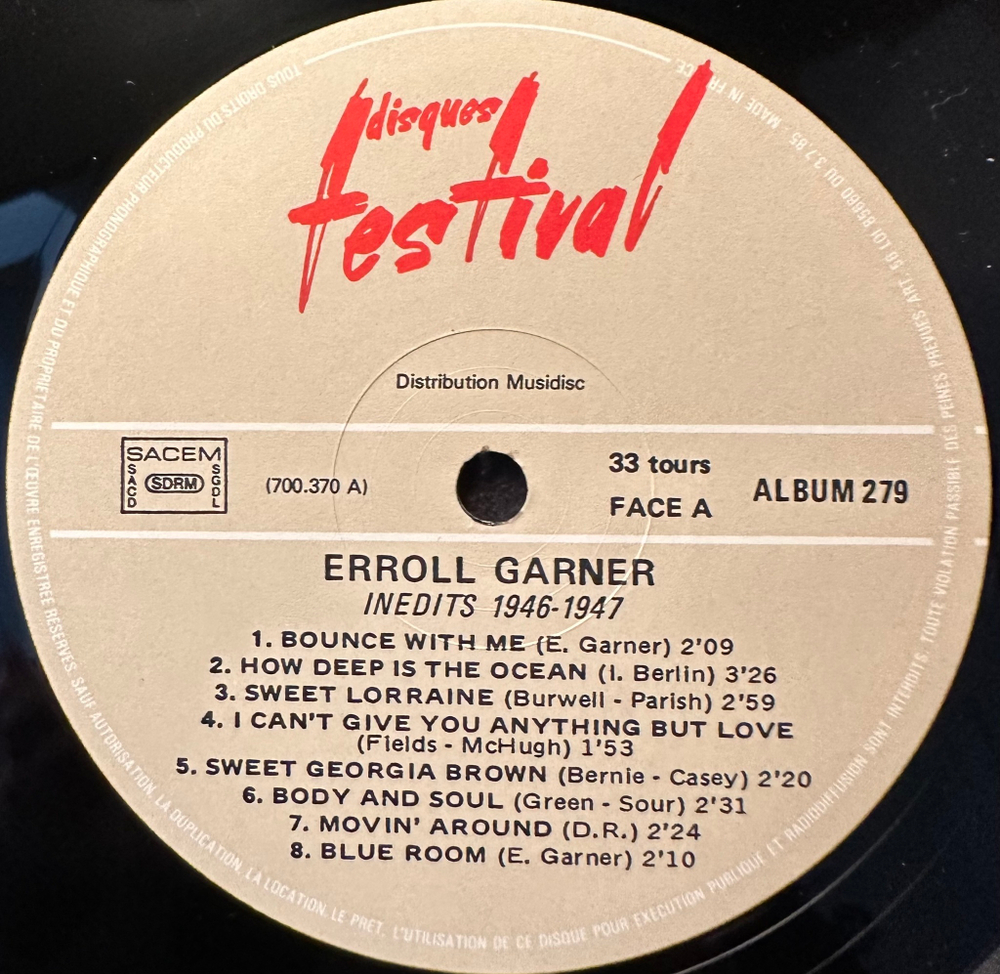 disques
festival
Distribution Musidisc
SACEM
SACD
SDRM
SGDL
(700.370 A)
33 tours
FACE A
ALBUM 279
ERROLL GARNER
INEDITS 1946-1947
1. BOUNCE WITH ME (E. Garner) 2'09
2. HOW DEEP IS THE OCEAN (I. Berlin) 3'26
3. SWEET LORRAINE (Burwell - Parish) 2'59
4. I CAN'T GIVE YOU ANYTHING BUT LOVE
(Fields - McHugh) 1'53
5. SWEET GEORGIA BROWN (Bernie - Casey) 2'20
6. BODY AND SOUL (Green - Sour) 2'31
7. MOVIN' AROUND (D.R.) 2'24
8. BLUE ROOM (E. Garner) 2'10
TOUS DROITS DU PRODUCTEUR PHONOGRAPHIQUE ET DU PROPRIETAIRE DE L'ŒUVRE ENREGISTREE RESERVES. SAUF AUTORISATION, LA DUPLICATION, LA LOCATION, LE PRET, L'UTILISATION DE CE DISQUE POUR EXECUTION PUBLIQUE ET RADIODIFFUSION SONT INTERDITS. TOUTE VIOLATION PASSIBLE DES PEINES PREVUES ART. 56 LOI 85660 DU 3.7.85 MADE IN FRANCE